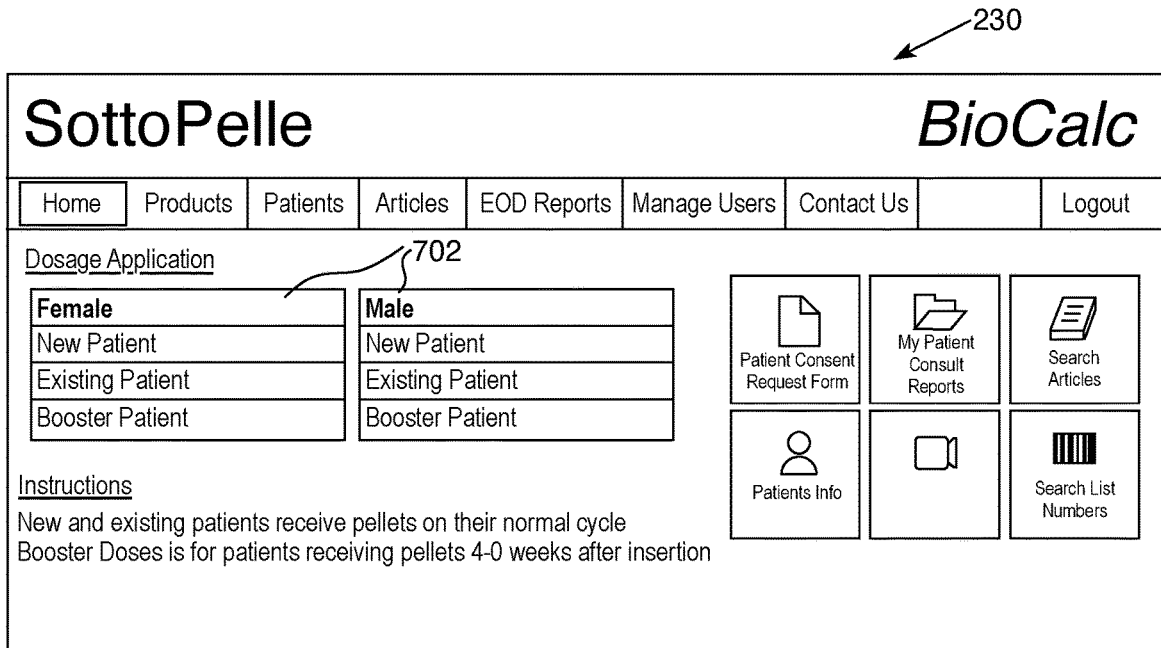 230
SottoPelle BioCalc
Home Products Patients Articles EOD Reports Manage Users Contact Us Logout
Dosage Application
702
Female
New Patient
Existing Patient
Booster Patient
Male
New Patient
Existing Patient
Booster Patient
Patient Consent
Request Form
My Patient
Consult
Reports
Search
Articles
Patients Info
Search List
Numbers
Instructions
New and existing patients receive pellets on their normal cycle
Booster Doses is for patients receiving pellets 4-0 weeks after insertion